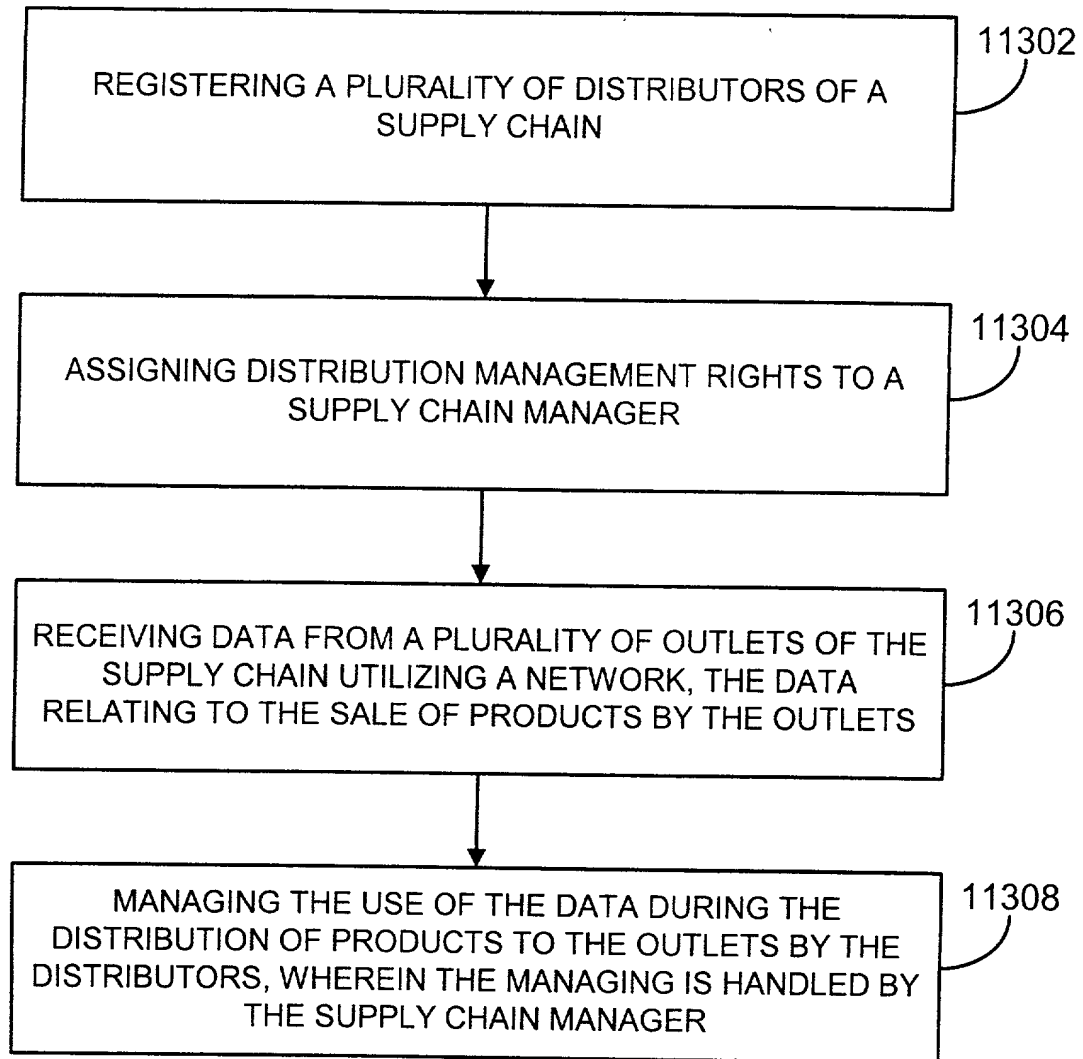 11302
REGISTERING A PLURALITY OF DISTRIBUTORS OF A
SUPPLY CHAIN
11304
ASSIGNING DISTRIBUTION MANAGEMENT RIGHTS TO A
SUPPLY CHAIN MANAGER
11306
RECEIVING DATA FROM A PLURALITY OF OUTLETS OF THE
SUPPLY CHAIN UTILIZING A NETWORK, THE DATA
RELATING TO THE SALE OF PRODUCTS BY THE OUTLETS
11308
MANAGING THE USE OF THE DATA DURING THE
DISTRIBUTION OF PRODUCTS TO THE OUTLETS BY THE
DISTRIBUTORS, WHEREIN THE MANAGING IS HANDLED BY
THE SUPPLY CHAIN MANAGER